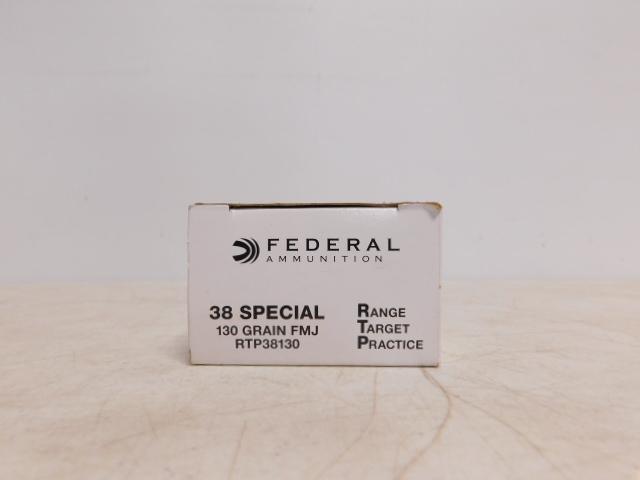 FEDERAL
AMMUNITION
38 SPECIAL
130 GRAIN FMJ
RTP38130
RANGE
TARGET
PRACTICE